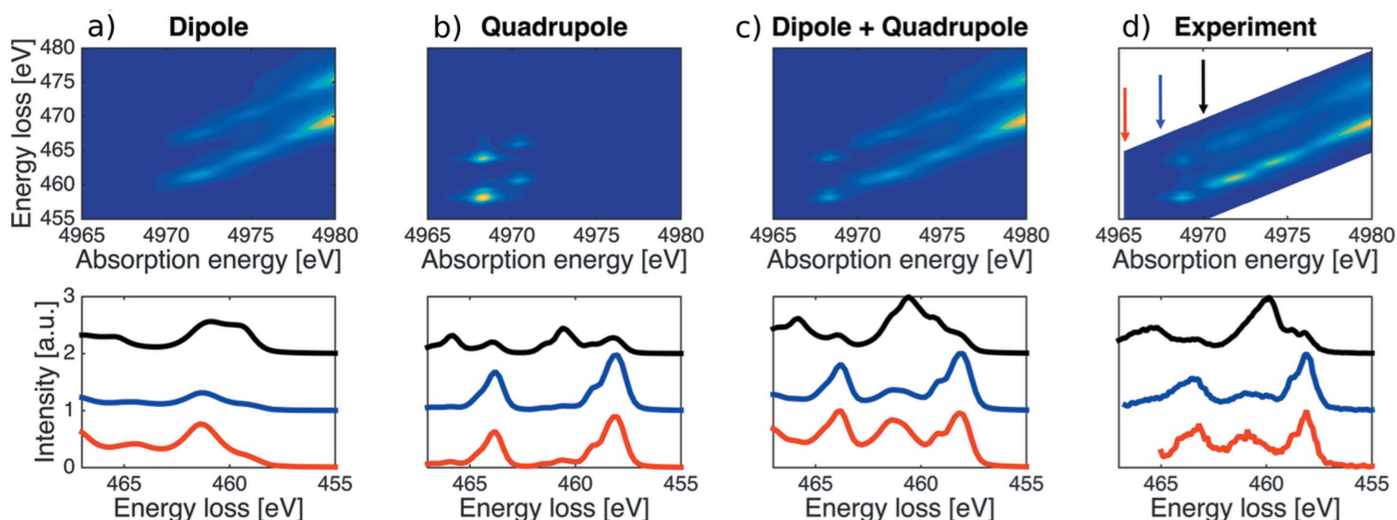 a) Dipole
b) Quadrupole
c) Dipole + Quadrupole
d) Experiment
Energy loss [eV]
480
475
470
465
460
455
4965 4970 4975 4980
Absorption energy [eV]
4965 4970 4975 4980
Absorption energy [eV]
4965 4970 4975 4980
Absorption energy [eV]
4965 4970 4975 4980
Absorption energy [eV]
Intensity [a.u.]
3
2
1
0
465 460 455
Energy loss [eV]
465 460 455
Energy loss [eV]
465 460 455
Energy loss [eV]
465 460 455
Energy loss [eV]